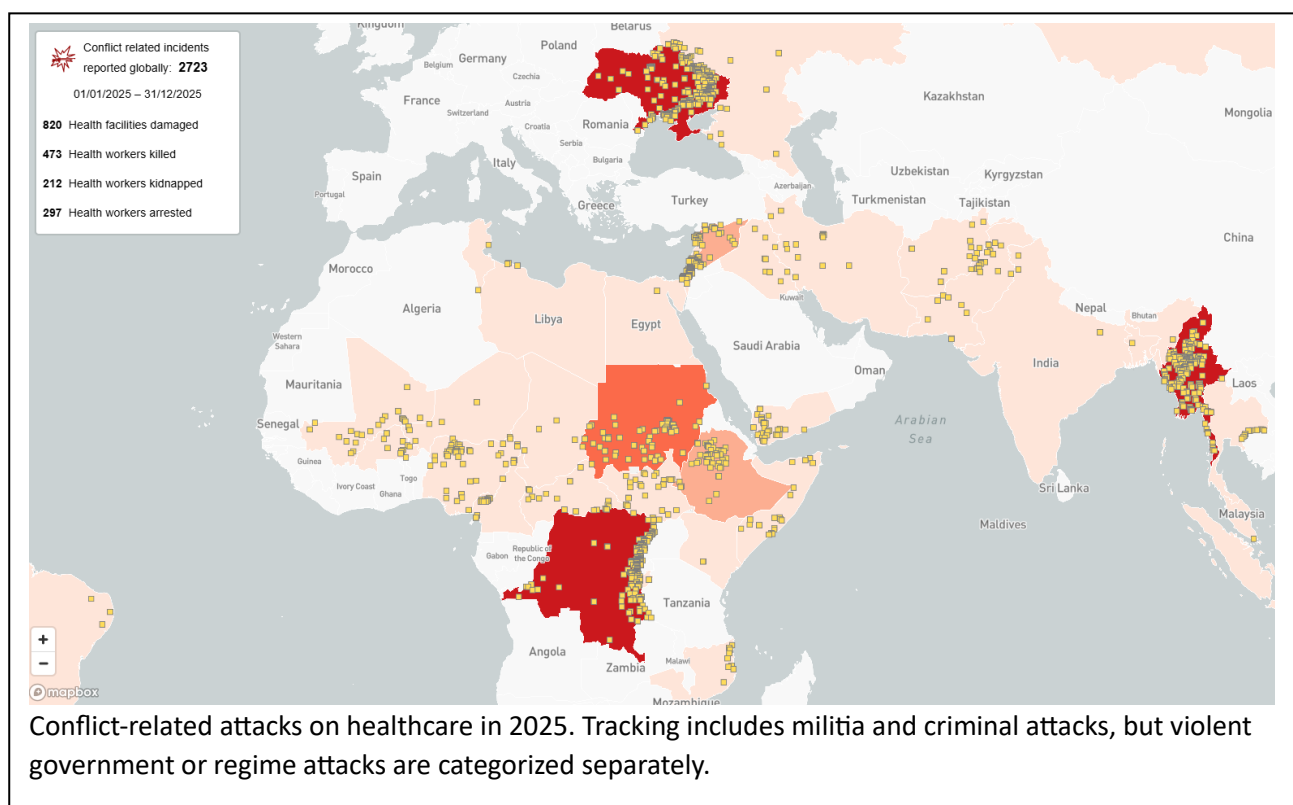 Conflict related incidents
reported globally: 2723
01/01/2025 – 31/12/2025
820 Health facilities damaged
473 Health workers killed
212 Health workers kidnapped
297 Health workers arrested
Kingdom
Belarus
Poland
Germany
Belgium
Czechia
France
Austria
Switzerland
Croatia
Romania
Serbia
Italy
Bulgaria
Spain
Portugal
Greece
Turkey
Azerbaijan
Kazakhstan
Mongolia
Uzbekistan
Kyrgyzstan
Turkmenistan
Tajikistan
China
Morocco
Algeria
Libya
Egypt
Kuwait
Saudi Arabia
Oman
Nepal
Bhutan
India
Laos
Western
Sahara
Mauritania
Senegal
Guinea
Ivory Coast
Ghana
Togo
Arabian
Sea
Sri Lanka
Maldives
Malaysia
Gabon
Republic of
the Congo
Tanzania
Angola
Zambia
Malawi
Mozambique
+
−
mapbox
Conflict-related attacks on healthcare in 2025. Tracking includes militia and criminal attacks, but violent
government or regime attacks are categorized separately.